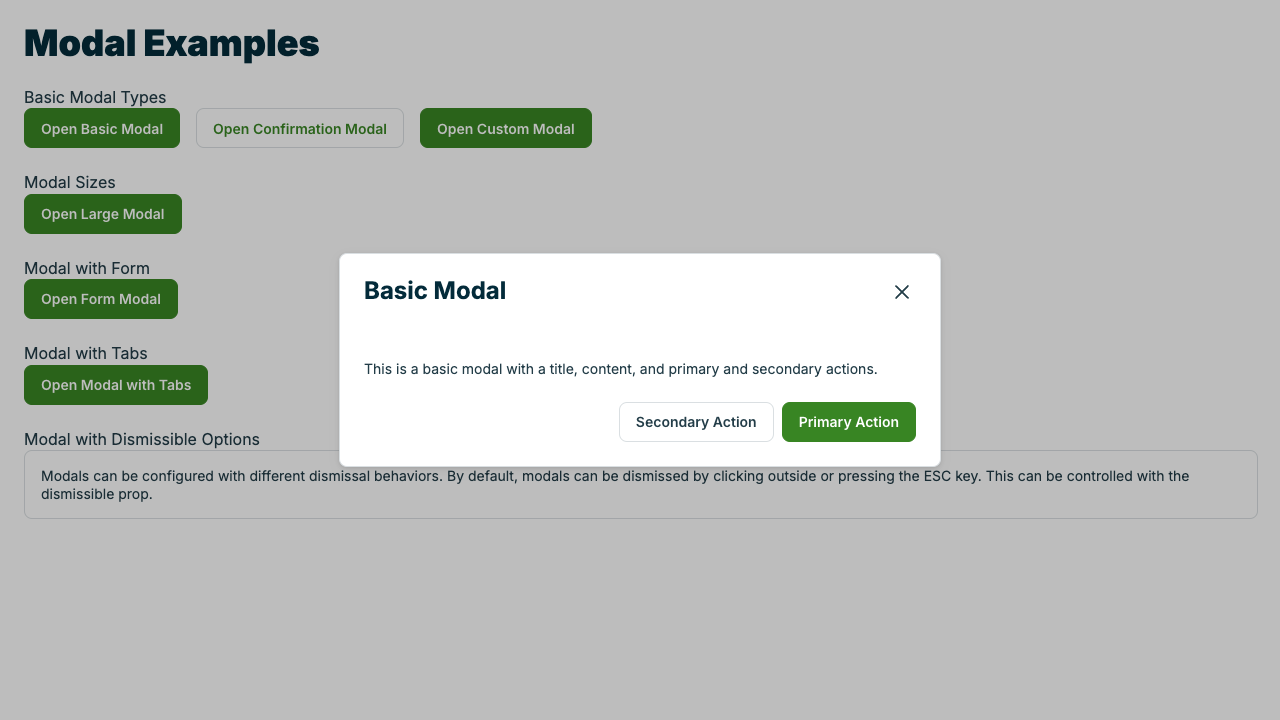 Modal Examples
Basic Modal Types
Open Basic Modal
Open Confirmation Modal
Open Custom Modal
Modal Sizes
Open Large Modal
Modal with Form
Open Form Modal
Modal with Tabs
Open Modal with Tabs
Modal with Dismissible Options
Modals can be configured with different dismissal behaviors. By default, modals can be dismissed by clicking outside or pressing the ESC key. This can be controlled with the
dismissible prop.
Basic Modal
This is a basic modal with a title, content, and primary and secondary actions.
Secondary Action
Primary Action